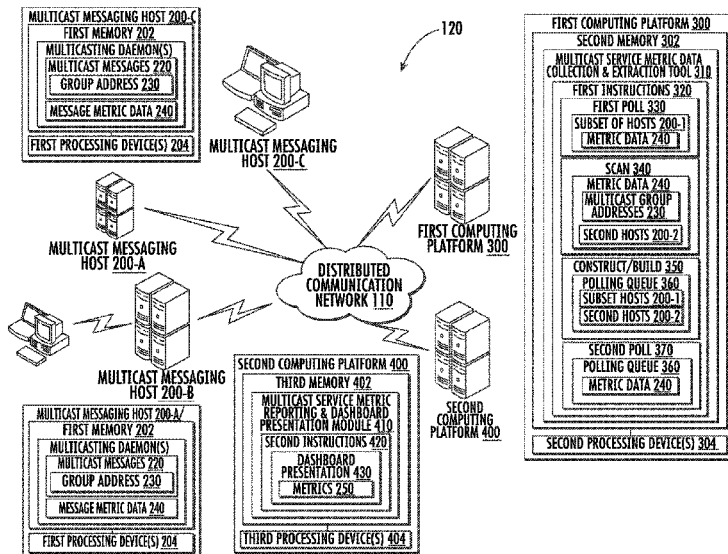 MULTICAST MESSAGING HOST 200-C
FIRST MEMORY 202
MULTICASTING DAEMON(S)
MULTICAST MESSAGES 220
GROUP ADDRESS 230
MESSAGE METRIC DATA 240
FIRST PROCESSING DEVICE(S) 204
MULTICAST MESSAGING
HOST 200-C
120
MULTICAST MESSAGING
HOST 200-A
FIRST COMPUTING
PLATFORM 300
DISTRIBUTED
COMMUNICATION
NETWORK 110
MULTICAST MESSAGING
HOST 200-B
SECOND
COMPUTING
PLATFORM 400
MULTICAST MESSAGING HOST 200-A/
FIRST MEMORY 202
MULTICASTING DAEMON(S)
MULTICAST MESSAGES 220
GROUP ADDRESS 230
MESSAGE METRIC DATA 240
FIRST PROCESSING DEVICE(S) 204
SECOND COMPUTING PLATFORM 400
THIRD MEMORY 402
MULTICAST SERVICE METRIC
REPORTING & DASHBOARD
PRESENTATION MODULE 410
SECOND INSTRUCTIONS 420
DASHBOARD
PRESENTATION 430
METRICS 250
THIRD PROCESSING DEVICE(S) 404
FIRST COMPUTING PLATFORM 300
SECOND MEMORY 302
MULTICAST SERVICE METRIC DATA
COLLECTION & EXTRACTION TOOL 310
FIRST INSTRUCTIONS 320
FIRST POLL 330
SUBSET OF HOSTS 200-1
METRIC DATA 240
SCAN 340
METRIC DATA 240
MULTICAST GROUP
ADDRESSES 230
SECOND HOSTS 200-2
CONSTRUCT/BUILD 350
POLLING QUEUE 360
SUBSET HOSTS 200-1
SECOND HOSTS 200-2
SECOND POLL 370
POLLING QUEUE 360
METRIC DATA 240
SECOND PROCESSING DEVICE(S) 304